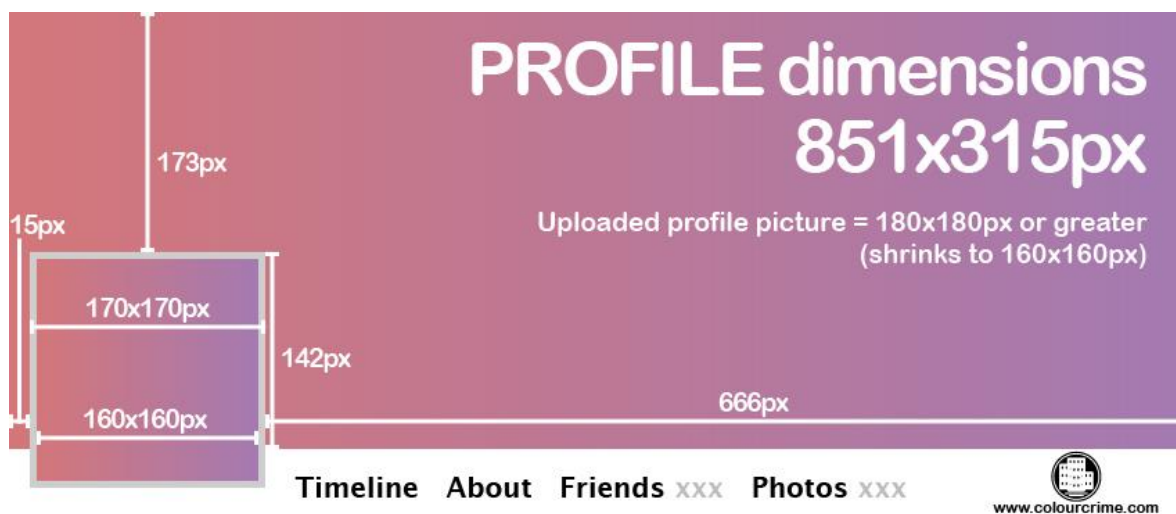 PROFILE dimensions
851x315px
173px
15px
Uploaded profile picture = 180x180px or greater
(shrinks to 160x160px)
170x170px
142px
160x160px
666px
Timeline About Friends xxx Photos xxx
www.colourcrime.com